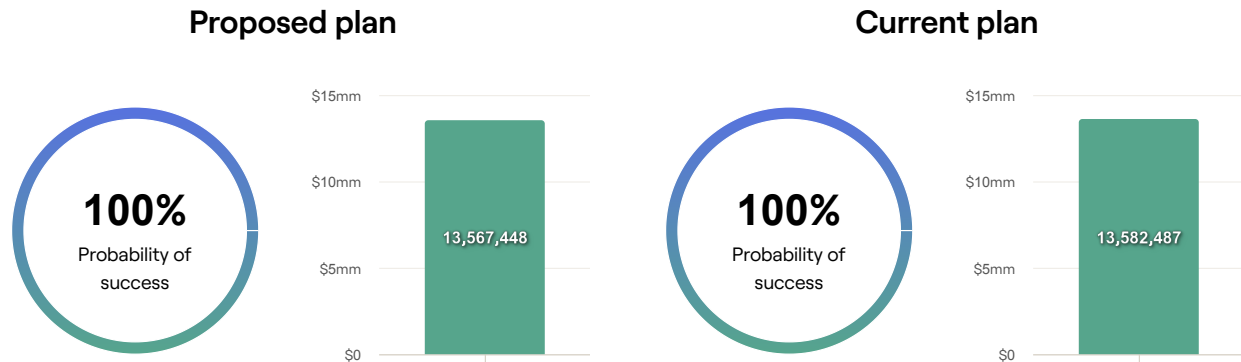 Proposed plan
100%
Probability of
success
$15mm
$10mm
$5mm
$0
13,567,448
Current plan
100%
Probability of
success
$15mm
$10mm
$5mm
$0
13,582,487